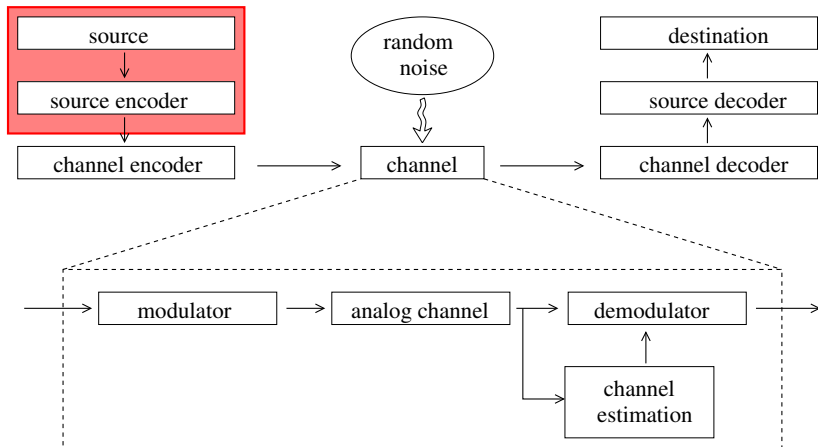 source
random
noise
destination
source encoder
source decoder
channel encoder
channel
channel decoder
modulator
analog channel
demodulator
channel
estimation